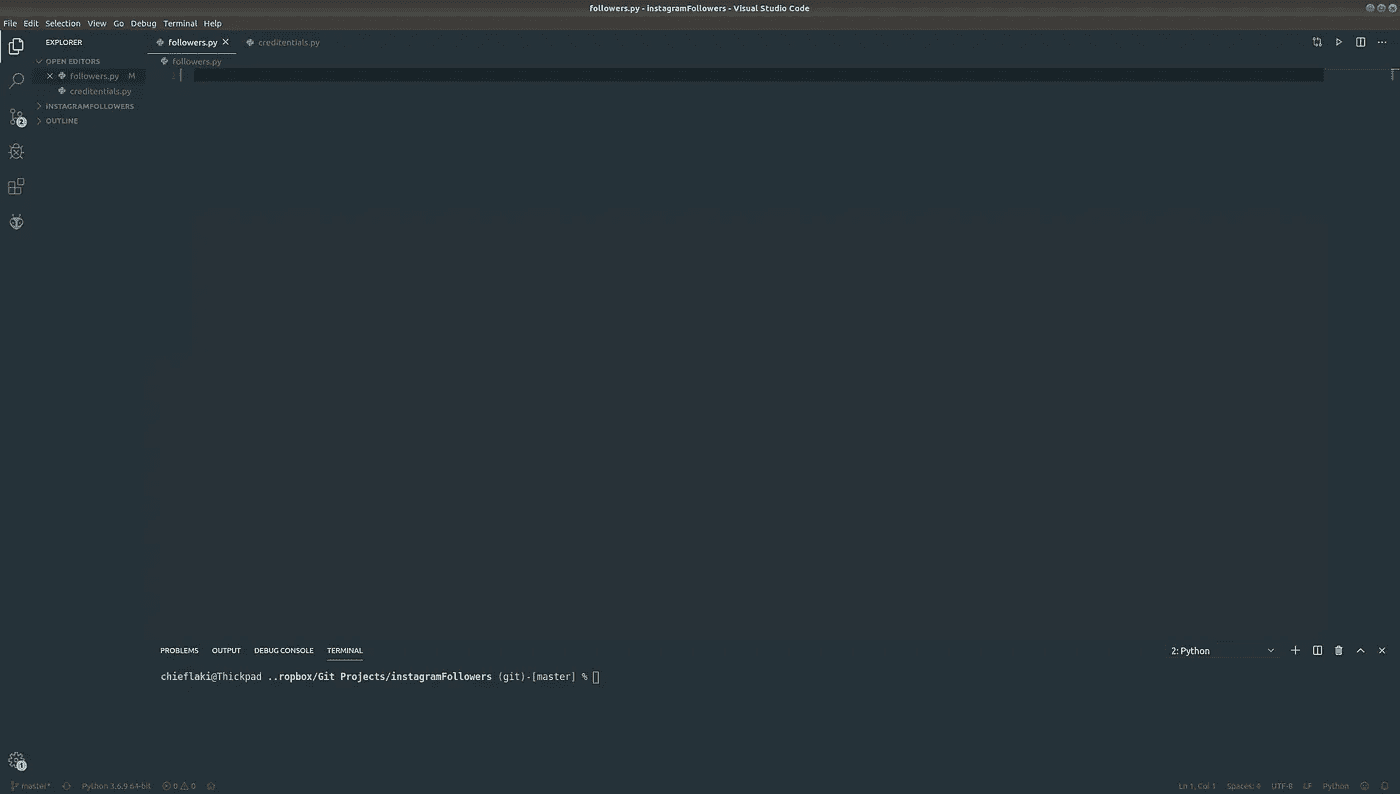 followers.py - instagramFollowers - Visual Studio Code
File Edit Selection View Go Debug Terminal Help
EXPLORER
OPEN EDITORS
followers.py M
creditentials.py
INSTAGRAMFOLLOWERS
OUTLINE
followers.py creditentials.py
followers.py
2
PROBLEMS OUTPUT DEBUG CONSOLE TERMINAL 2: Python
chieflaki@Thickpad ..ropbox/Git Projects/instagramFollowers (git)-[master] %
1
master* Python 3.6.9 64-bit 0 0 Ln 1, Col 1 Spaces: 4 UTF-8 LF Python